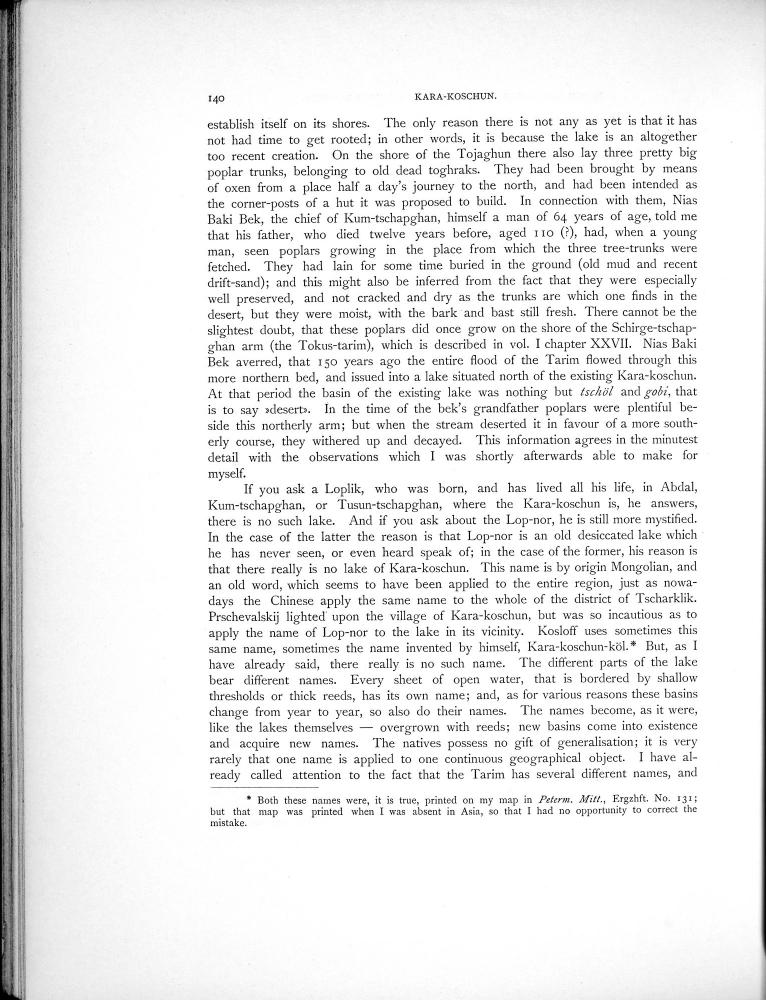 140 KARA-KOSCHUN.
establish itself on its shores. The only reason there is not any as yet is that it has
not had time to get rooted; in other words, it is because the lake is an altogether
too recent creation. On the shore of the Tojaghun there also lay three pretty big
poplar trunks, belonging to old dead toghraks. They had been brought by means
of oxen from a place half a day's journey to the north, and had been intended as
the corner-posts of a hut it was proposed to build. In connection with them, Nias
Baki Bek, the chief of Kum-tschapghan, himself a man of 64 years of age, told me
that his father, who died twelve years before, aged 110 (?), had, when a young
man, seen poplars growing in the place from which the three tree-trunks were
fetched. They had lain for some time buried in the ground (old mud and recent
drift-sand); and this might also be inferred from the fact that they were especially
well preserved, and not cracked and dry as the trunks are which one finds in the
desert, but they were moist, with the bark and bast still fresh. There cannot be the
slightest doubt, that these poplars did once grow on the shore of the Schirge-tschap-
ghan arm (the Tokus-tarim), which is described in vol. I chapter XXVII. Nias Baki
Bek averred, that 150 years ago the entire flood of the Tarim flowed through this
more northern bed, and issued into a lake situated north of the existing Kara-koschun.
At that period the basin of the existing lake was nothing but tschöl and gobi, that
is to say »desert». In the time of the bek's grandfather poplars were plentiful be-
side this northerly arm; but when the stream deserted it in favour of a more south-
erly course, they withered up and decayed. This information agrees in the minutest
detail with the observations which I was shortly afterwards able to make for
myself.
If you ask a Loplik, who was born, and has lived all his life, in Abdal,
Kum-tschapghan, or Tusun-tschapghan, where the Kara-koschun is, he answers,
there is no such lake. And if you ask about the Lop-nor, he is still more mystified.
In the case of the latter the reason is that Lop-nor is an old desiccated lake which
he has never seen, or even heard speak of; in the case of the former, his reason is
that there really is no lake of Kara-koschun. This name is by origin Mongolian, and
an old word, which seems to have been applied to the entire region, just as nowa-
days the Chinese apply the same name to the whole of the district of Tscharklik.
Prschevalskij lighted upon the village of Kara-koschun, but was so incautious as to
apply the name of Lop-nor to the lake in its vicinity. Kosloff uses sometimes this
same name, sometimes the name invented by himself, Kara-koschun-köl.* But, as I
have already said, there really is no such name. The different parts of the lake
bear different names. Every sheet of open water, that is bordered by shallow
thresholds or thick reeds, has its own name; and, as for various reasons these basins
change from year to year, so also do their names. The names become, as it were,
like the lakes themselves — overgrown with reeds; new basins come into existence
and acquire new names. The natives possess no gift of generalisation; it is very
rarely that one name is applied to one continuous geographical object. I have al-
ready called attention to the fact that the Tarim has several different names, and
* Both these names were, it is true, printed on my map in Peterm. Mitt., Ergzhft. No. 131;
but that map was printed when I was absent in Asia, so that I had no opportunity to correct the
mistake.